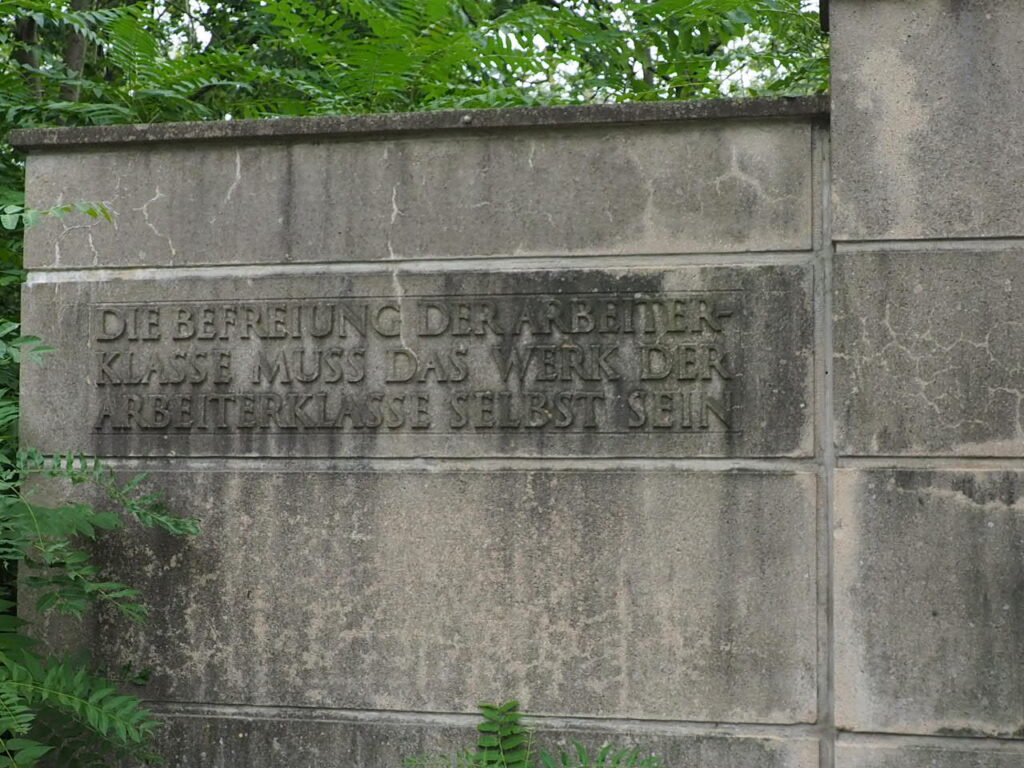 DIE BEFREIUNG DER ARBEITER-
KLASSE MUSS DAS WERK DER
ARBEITERKLASSE SELBST SEIN